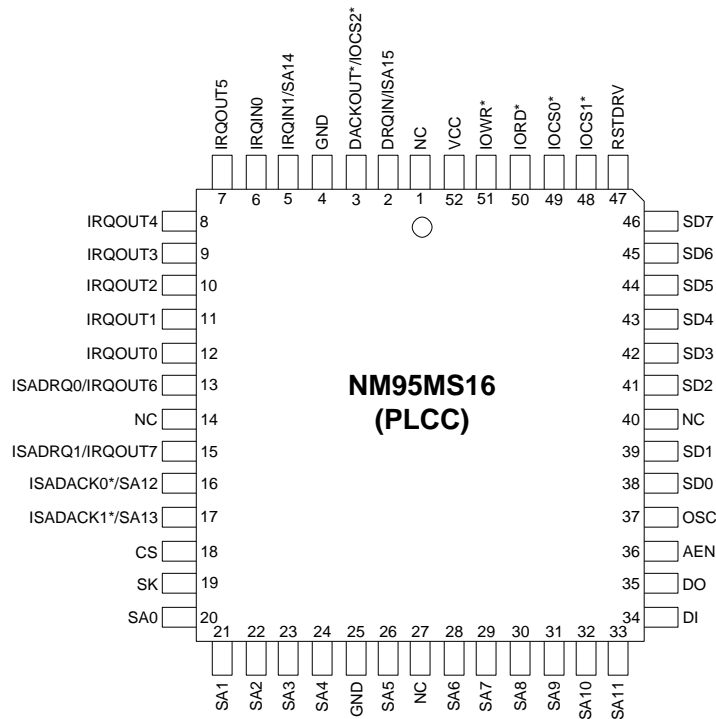 IRQOUT5
IRQIN0
IRQIN1/SA14
GND
DACKOUT*/IOCS2*
DRQIN/ISA15
NC
VCC
IOWR*
IORD*
IOCS0*
IOCS1*
RSTDRV
7 6 5 4 3 2 1 52 51 50 49 48 47
IRQOUT4 8
IRQOUT3 9
IRQOUT2 10
IRQOUT1 11
IRQOUT0 12
ISADRQ0/IRQOUT6 13
NC 14
ISADRQ1/IRQOUT7 15
ISADACK0*/SA12 16
ISADACK1*/SA13 17
CS 18
SK 19
SA0 20
NM95MS16
(PLCC)
46 SD7
45 SD6
44 SD5
43 SD4
42 SD3
41 SD2
40 NC
39 SD1
38 SD0
37 OSC
36 AEN
35 DO
34 DI
21 22 23 24 25 26 27 28 29 30 31 32 33
SA1
SA2
SA3
SA4
GND
SA5
NC
SA6
SA7
SA8
SA9
SA10
SA11